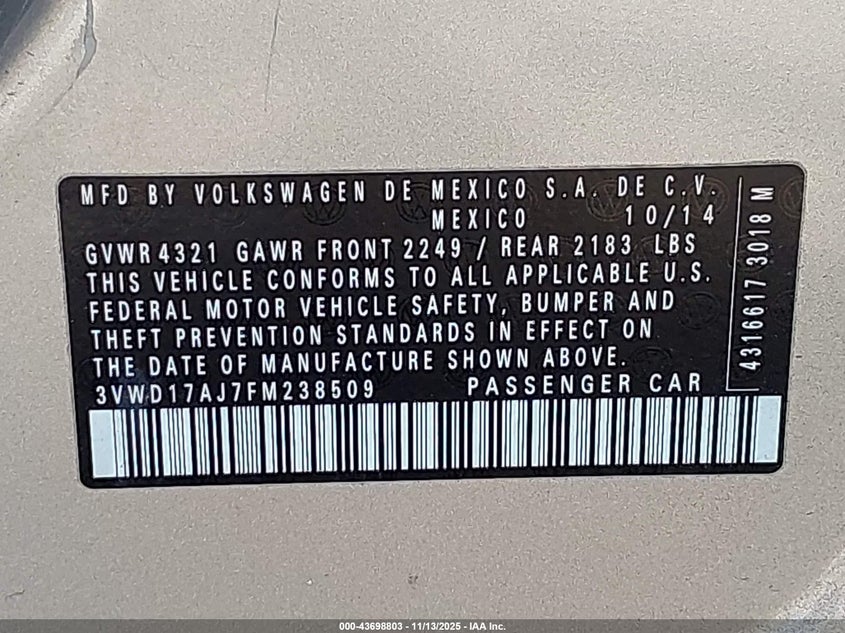 MFD BY VOLKSWAGEN DE MEXICO S.A. DE C.V.
MEXICO 10/14
GVWR 4321 GAWR FRONT 2249 / REAR 2183 LBS
THIS VEHICLE CONFORMS TO ALL APPLICABLE U.S.
FEDERAL MOTOR VEHICLE SAFETY, BUMPER AND
THEFT PREVENTION STANDARDS IN EFFECT ON
THE DATE OF MANUFACTURE SHOWN ABOVE.
3VWD17AJ7FM238509 PASSENGER CAR
4316617 3018 M
000-43698803 - 11/13/2025 - IAA Inc.